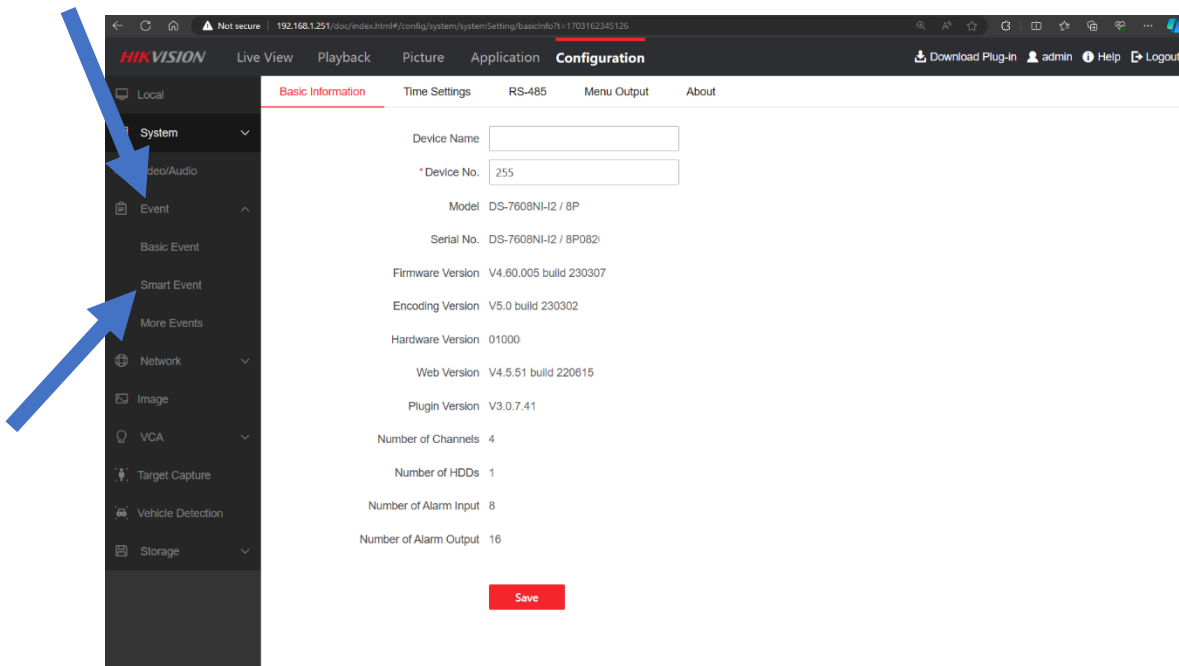 Not secure | 192.168.1.251/doc/index.html#/config/system/systemSetting/basicInfo?t=1703162345126
HIKVISION Live View Playback Picture Application Configuration Download Plug-in admin Help Logout
Local
Basic Information Time Settings RS-485 Menu Output About
System
Device Name
* Device No. 255
Event
Model DS-7608NI-I2 / 8P
Serial No. DS-7608NI-I2 / 8P082
Basic Event
Firmware Version V4.60.005 build 230307
Smart Event
Encoding Version V5.0 build 230302
More Events
Hardware Version 01000
Network
Web Version V4.5.51 build 220615
Image
Plugin Version V3.0.7.41
VCA
Number of Channels 4
Target Capture
Number of HDDs 1
Vehicle Detection
Number of Alarm Input 8
Storage
Number of Alarm Output 16
Save